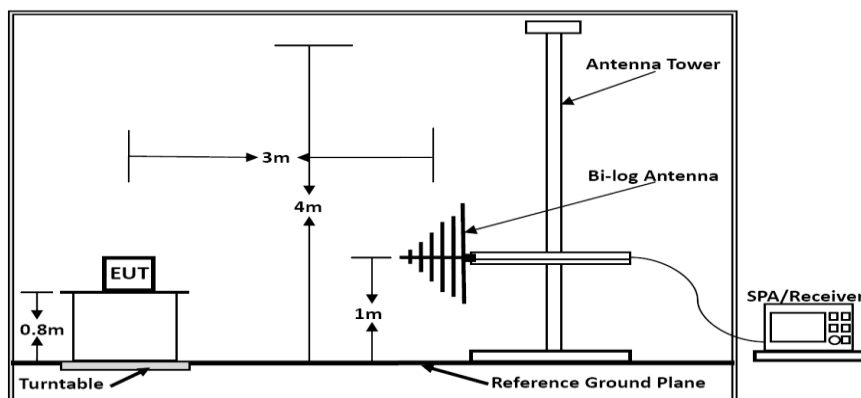 Antenna Tower
3m
Bi-log Antenna
4m
EUT
SPA/Receiver
0.8m
1m
Turntable
Reference Ground Plane